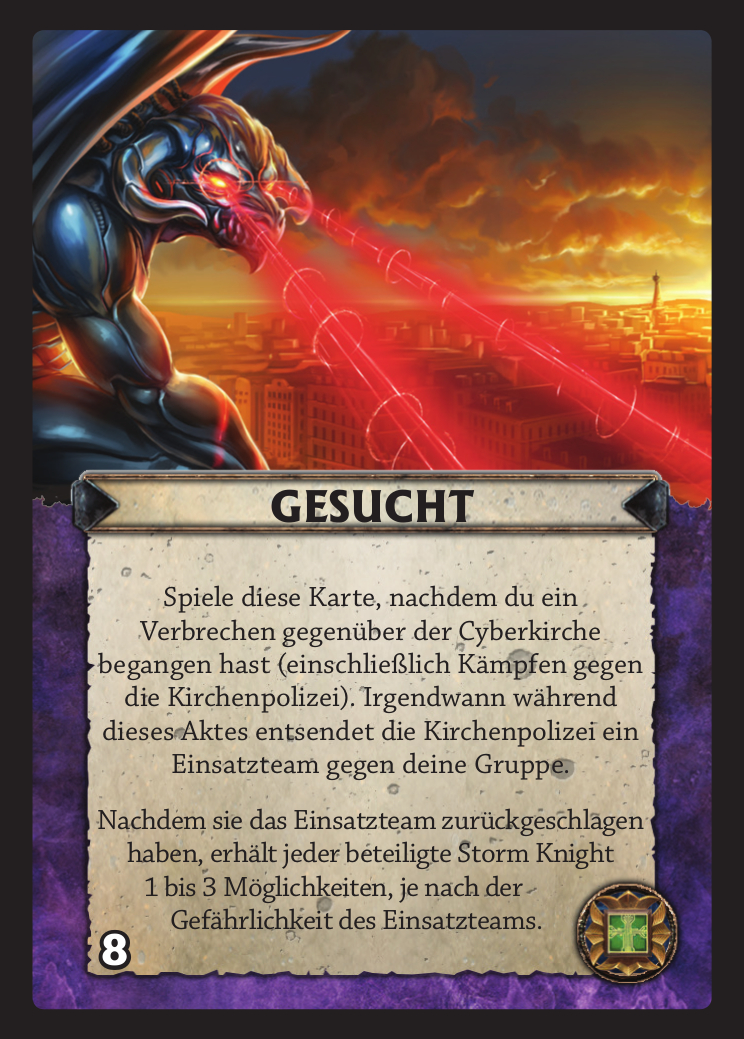 GESUCHT
Spiele diese Karte, nachdem du ein
Verbrechen gegenüber der Cyberkirche
begangen hast (einschließlich Kämpfen gegen
die Kirchenpolizei). Irgendwann während
dieses Aktes entsendet die Kirchenpolizei ein
Einsatzteam gegen deine Gruppe.
Nachdem sie das Einsatzteam zurückgeschlagen
haben, erhält jeder beteiligte Storm Knight
1 bis 3 Möglichkeiten, je nach der
Gefährlichkeit des Einsatzteams.
8